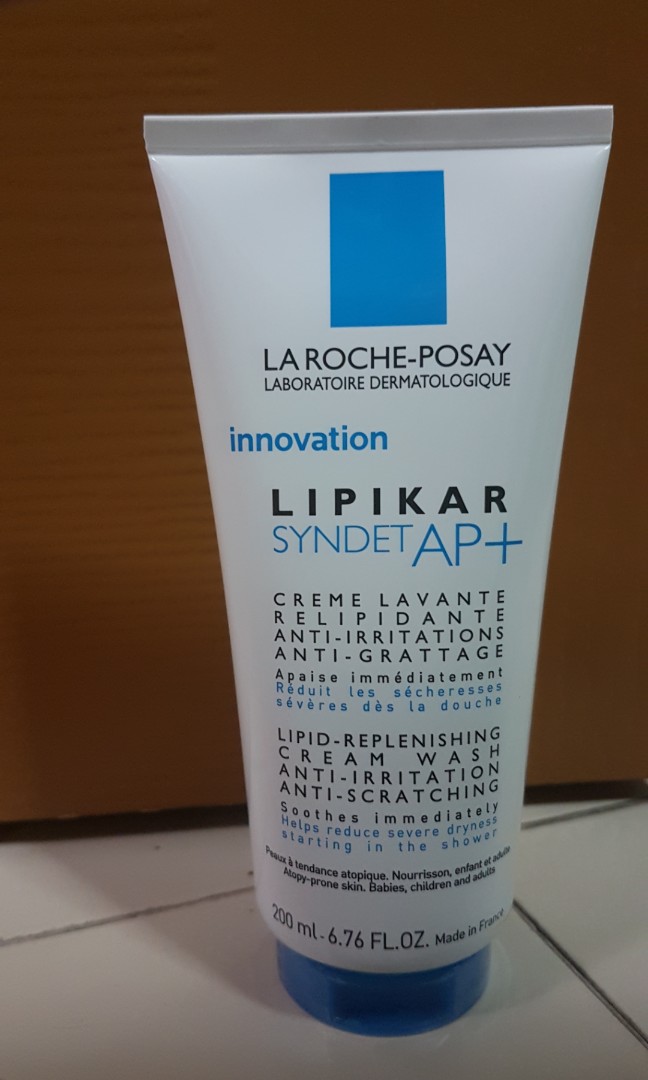 LA ROCHE-POSAY
LABORATOIRE DERMATOLOGIQUE
innovation
LIPIKAR
SYNDET AP+
CREME LAVANTE
RELIPIDANTE
ANTI-IRRITATIONS
ANTI-GRATTAGE
Apaise immédiatement
Réduit les sécheresses
sévères dès la douche
LIPID-REPLENISHING
CREAM WASH
ANTI-IRRITATION
ANTI-SCRATCHING
Soothes immediately
Helps reduce severe dryness
starting in the shower
Peaux à tendance atopique. Nourrisson, enfant et adulte
Atopy-prone skin. Babies, children and adults
200 ml - 6.76 FL.OZ. Made in France